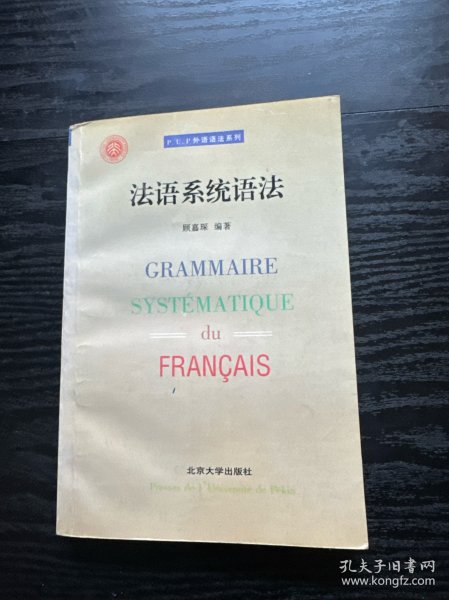 P U P 外语语法系列
法语系统语法
顾嘉琛 编著
GRAMMAIRE
SYSTÉMATIQUE
du
FRANÇAIS
北京大学出版社
Presses de l'Université de Pékin
孔夫子旧书网
www.kongfz.com